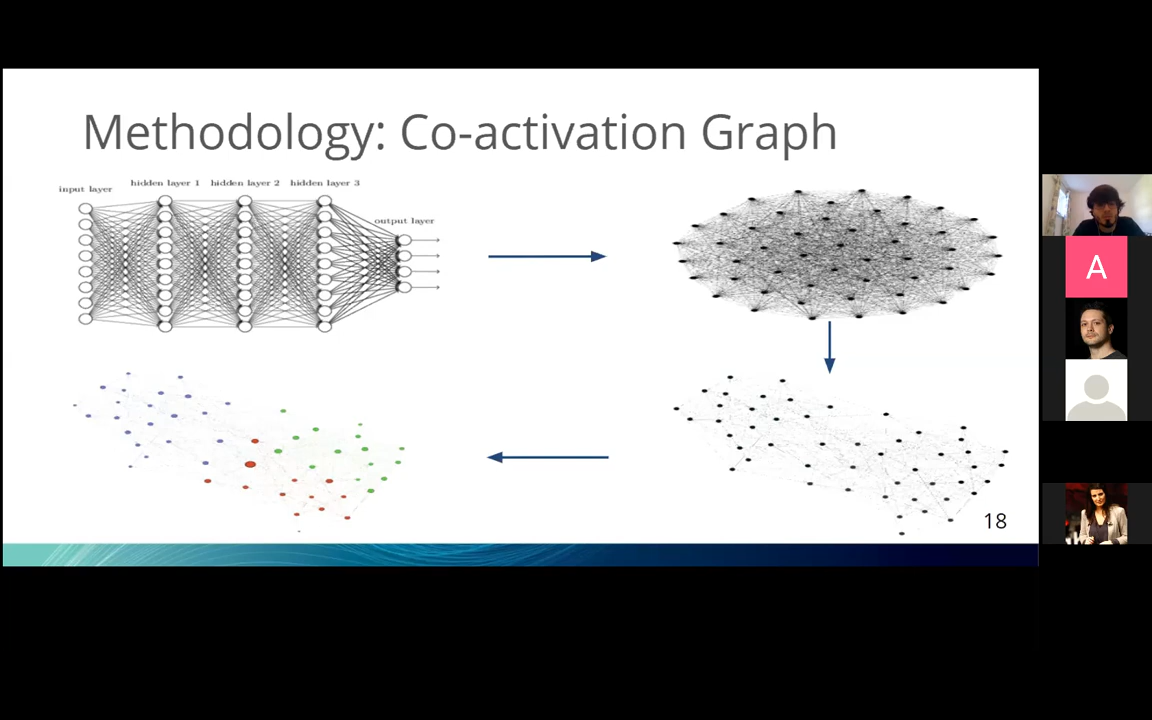 Methodology: Co-activation Graph
input layer
hidden layer 1 hidden layer 2 hidden layer 3
output layer
18
A